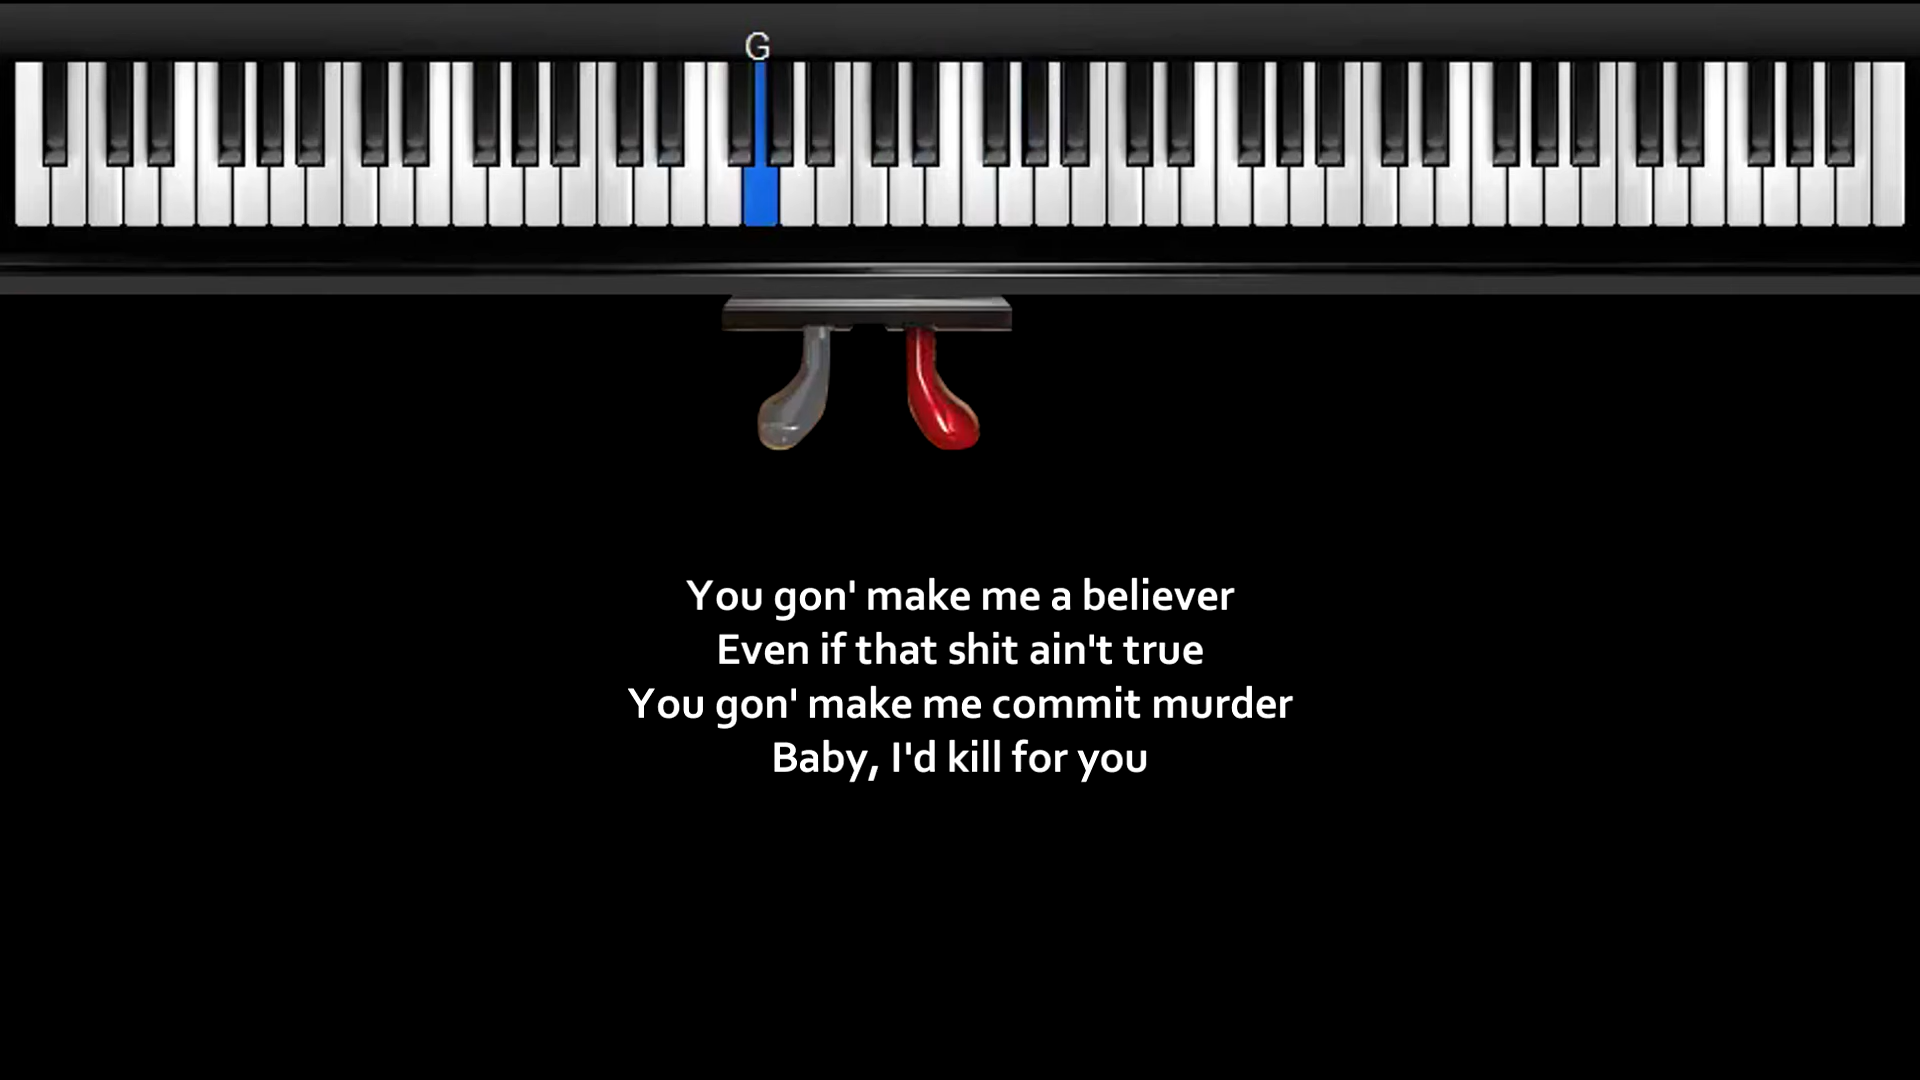 G
You gon' make me a believer
Even if that shit ain't true
You gon' make me commit murder
Baby, I'd kill for you